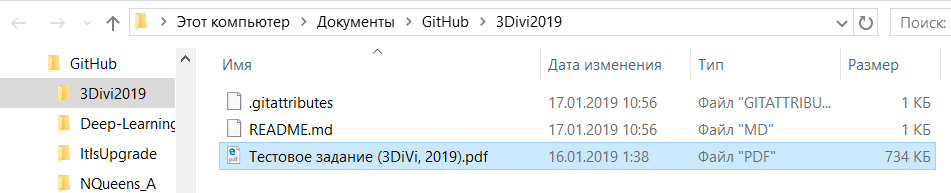 Этот компьютер > Документы > GitHub > 3Divi2019
Поиск:
GitHub
3Divi2019
Deep-Learning
ItIsUpgrade
NQueens_A
Имя Дата изменения Тип Размер
.gitattributes 17.01.2019 10:56 Файл "GITATTRIBU... 1 КБ
README.md 17.01.2019 10:56 Файл "MD" 1 КБ
Тестовое задание (3DiVi, 2019).pdf 16.01.2019 1:38 Файл "PDF" 734 КБ